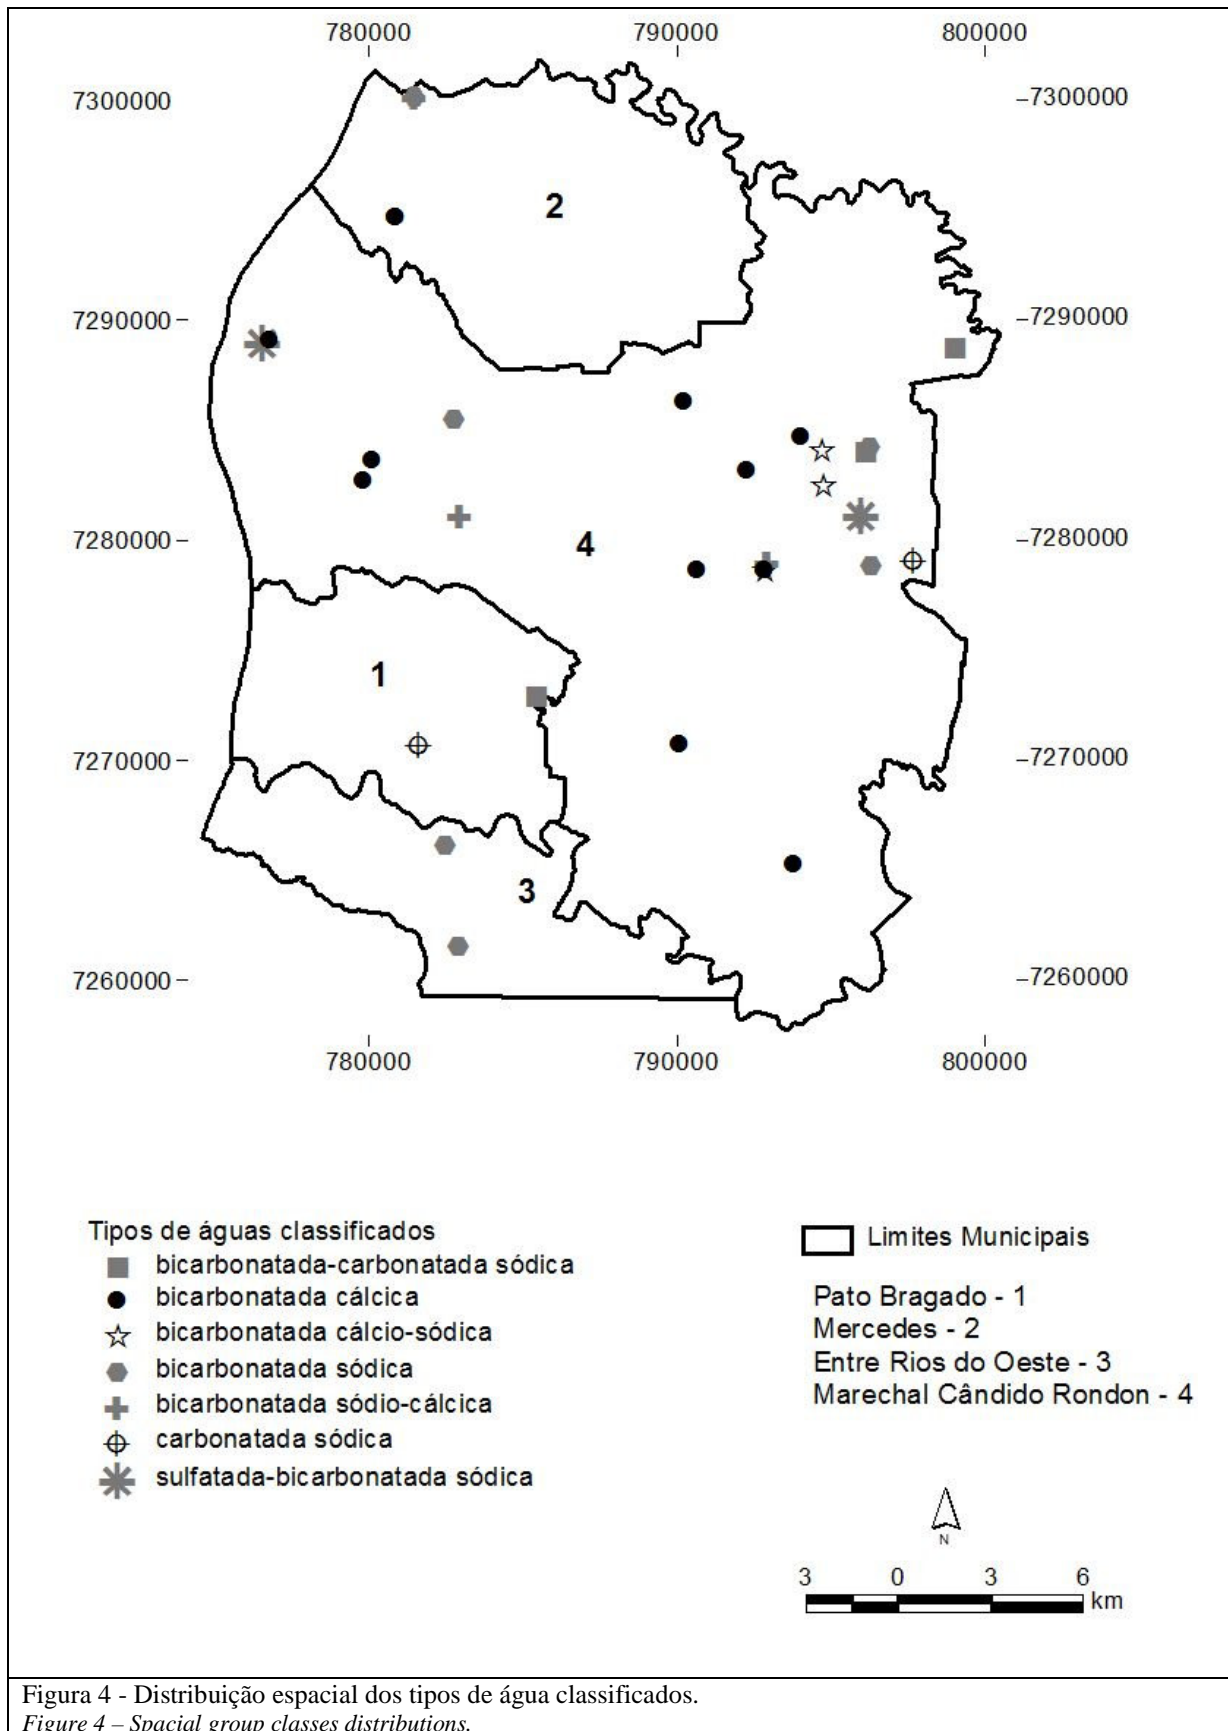 780000 790000 800000
7300000 –7300000
2
7290000 – –7290000
7280000 – –7280000
4
1
7270000 – –7270000
3
7260000 – –7260000
780000 790000 800000
Tipos de águas classificados
bicarbonatada-carbonatada sódica
bicarbonatada cálcica
bicarbonatada cálcio-sódica
bicarbonatada sódica
bicarbonatada sódio-cálcica
carbonatada sódica
sulfatada-bicarbonatada sódica
Limites Municipais
Pato Bragado - 1
Mercedes - 2
Entre Rios do Oeste - 3
Marechal Cândido Rondon - 4
N
3 0 3 6
km
Figura 4 - Distribuição espacial dos tipos de água classificados.
Figure 4 – Spacial group classes distributions.